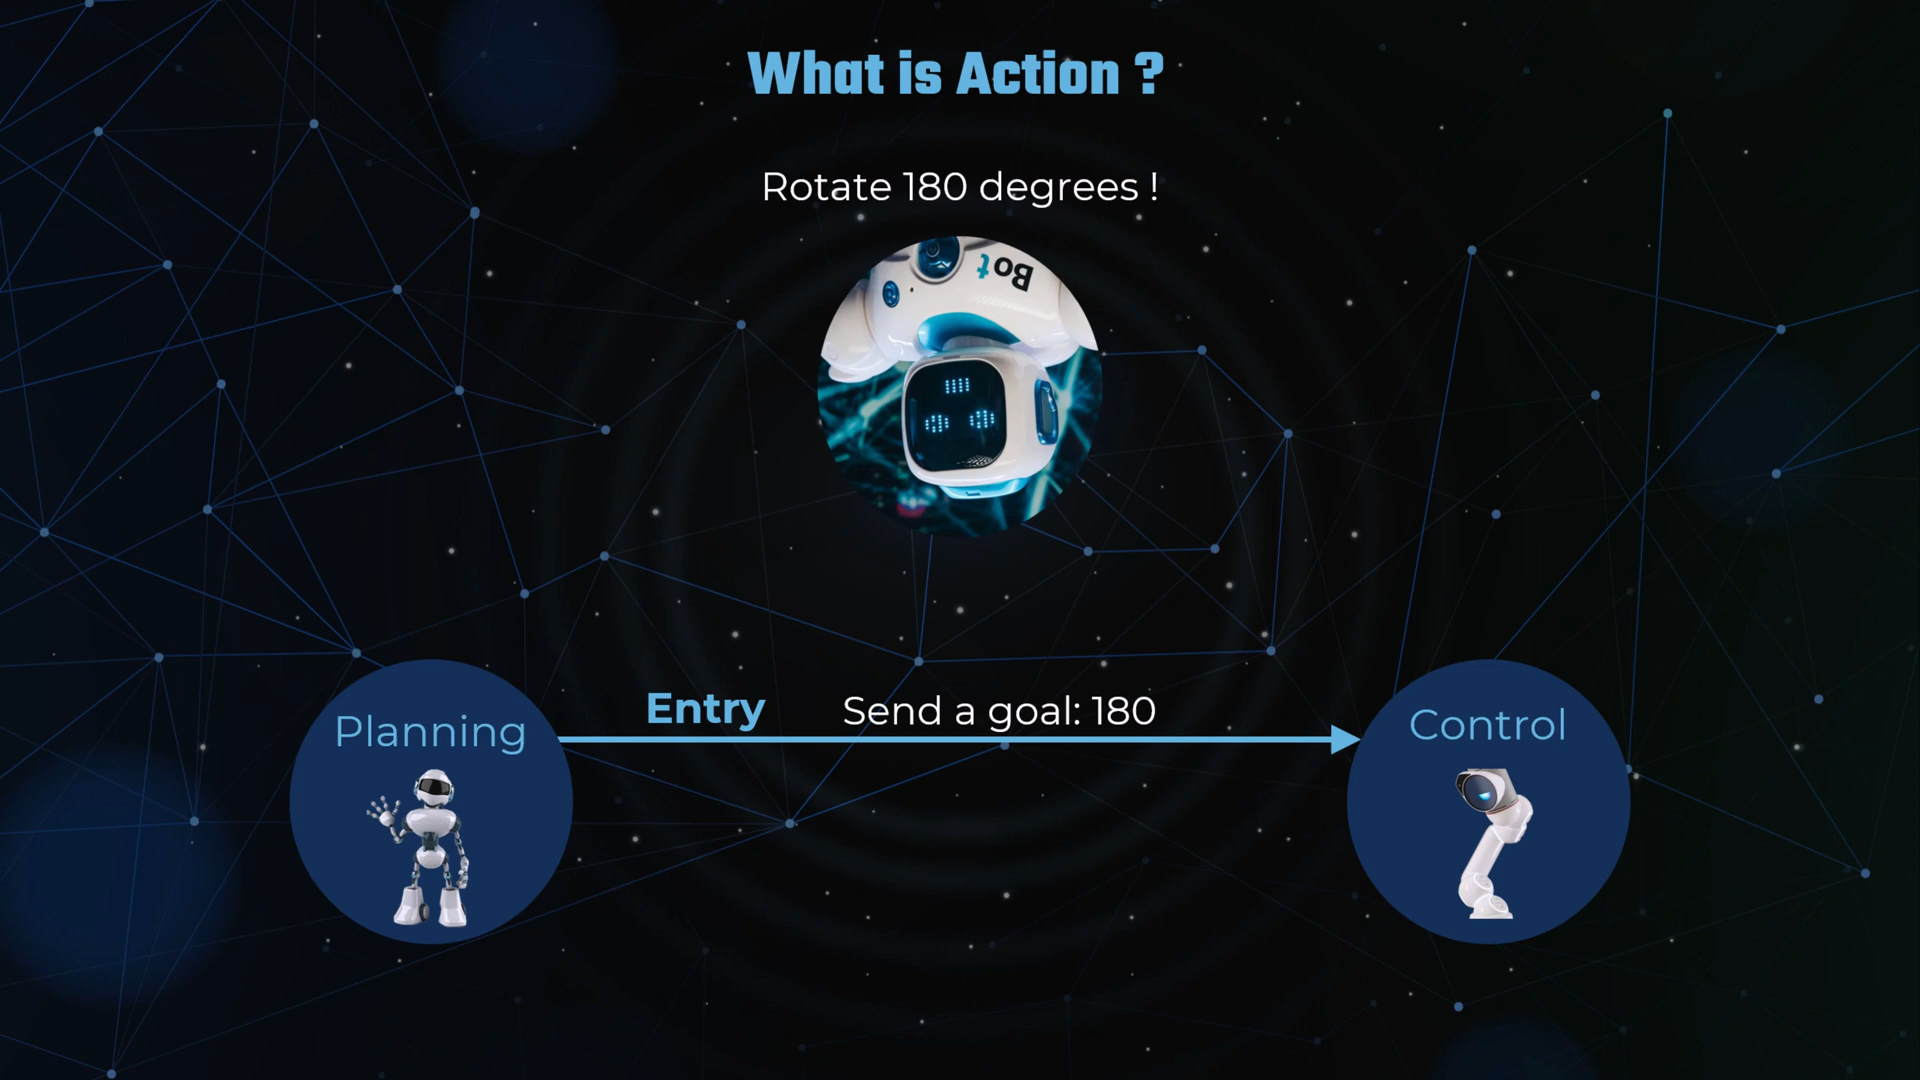 What is Action ?
Rotate 180 degrees !
Bot
Entry
Send a goal: 180
Planning
Control